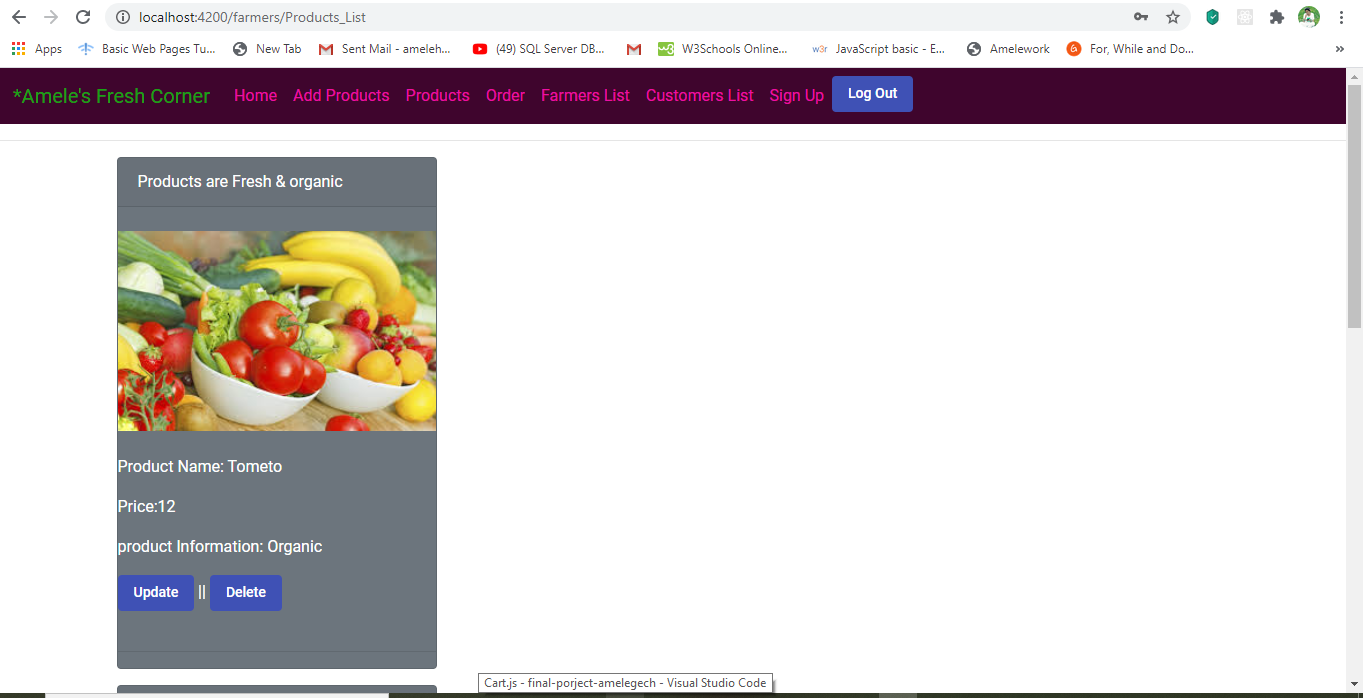 localhost:4200/farmers/Products_List
Apps Basic Web Pages Tu... New Tab Sent Mail - ameleh... (49) SQL Server DB... W3Schools Online... w3r JavaScript basic - E... Amelework For, While and Do... »
*Amele's Fresh Corner Home Add Products Products Order Farmers List Customers List Sign Up Log Out
Products are Fresh & organic
Product Name: Tometo
Price:12
product Information: Organic
Update || Delete
Cart.js - final-porject-amelegech - Visual Studio Code